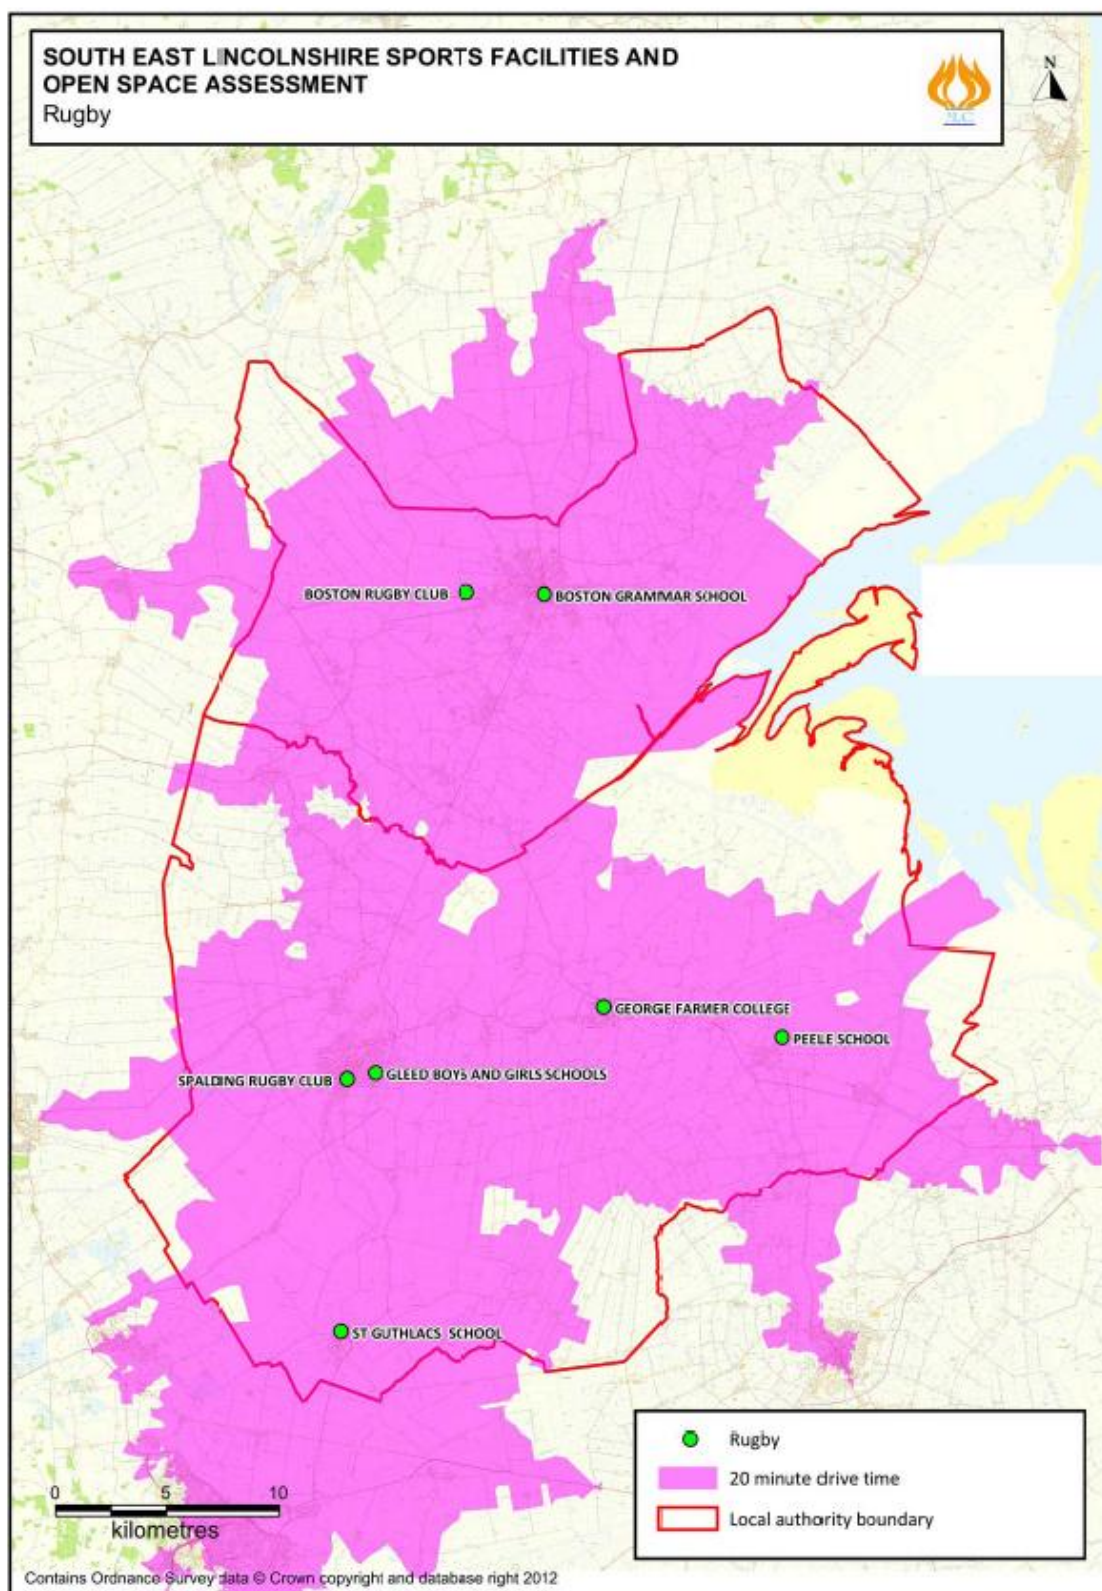 SOUTH EAST LINCOLNSHIRE SPORTS FACILITIES AND
OPEN SPACE ASSESSMENT
Rugby
N
BOSTON RUGBY CLUB
BOSTON GRAMMAR SCHOOL
GEORGE FARMER COLLEGE
PEELE SCHOOL
SPALDING RUGBY CLUB
GLEED BOYS AND GIRLS SCHOOLS
ST GUTHLACS SCHOOL
Rugby
20 minute drive time
Local authority boundary
0 5 10
kilometres
Contains Ordnance Survey data © Crown copyright and database right 2012